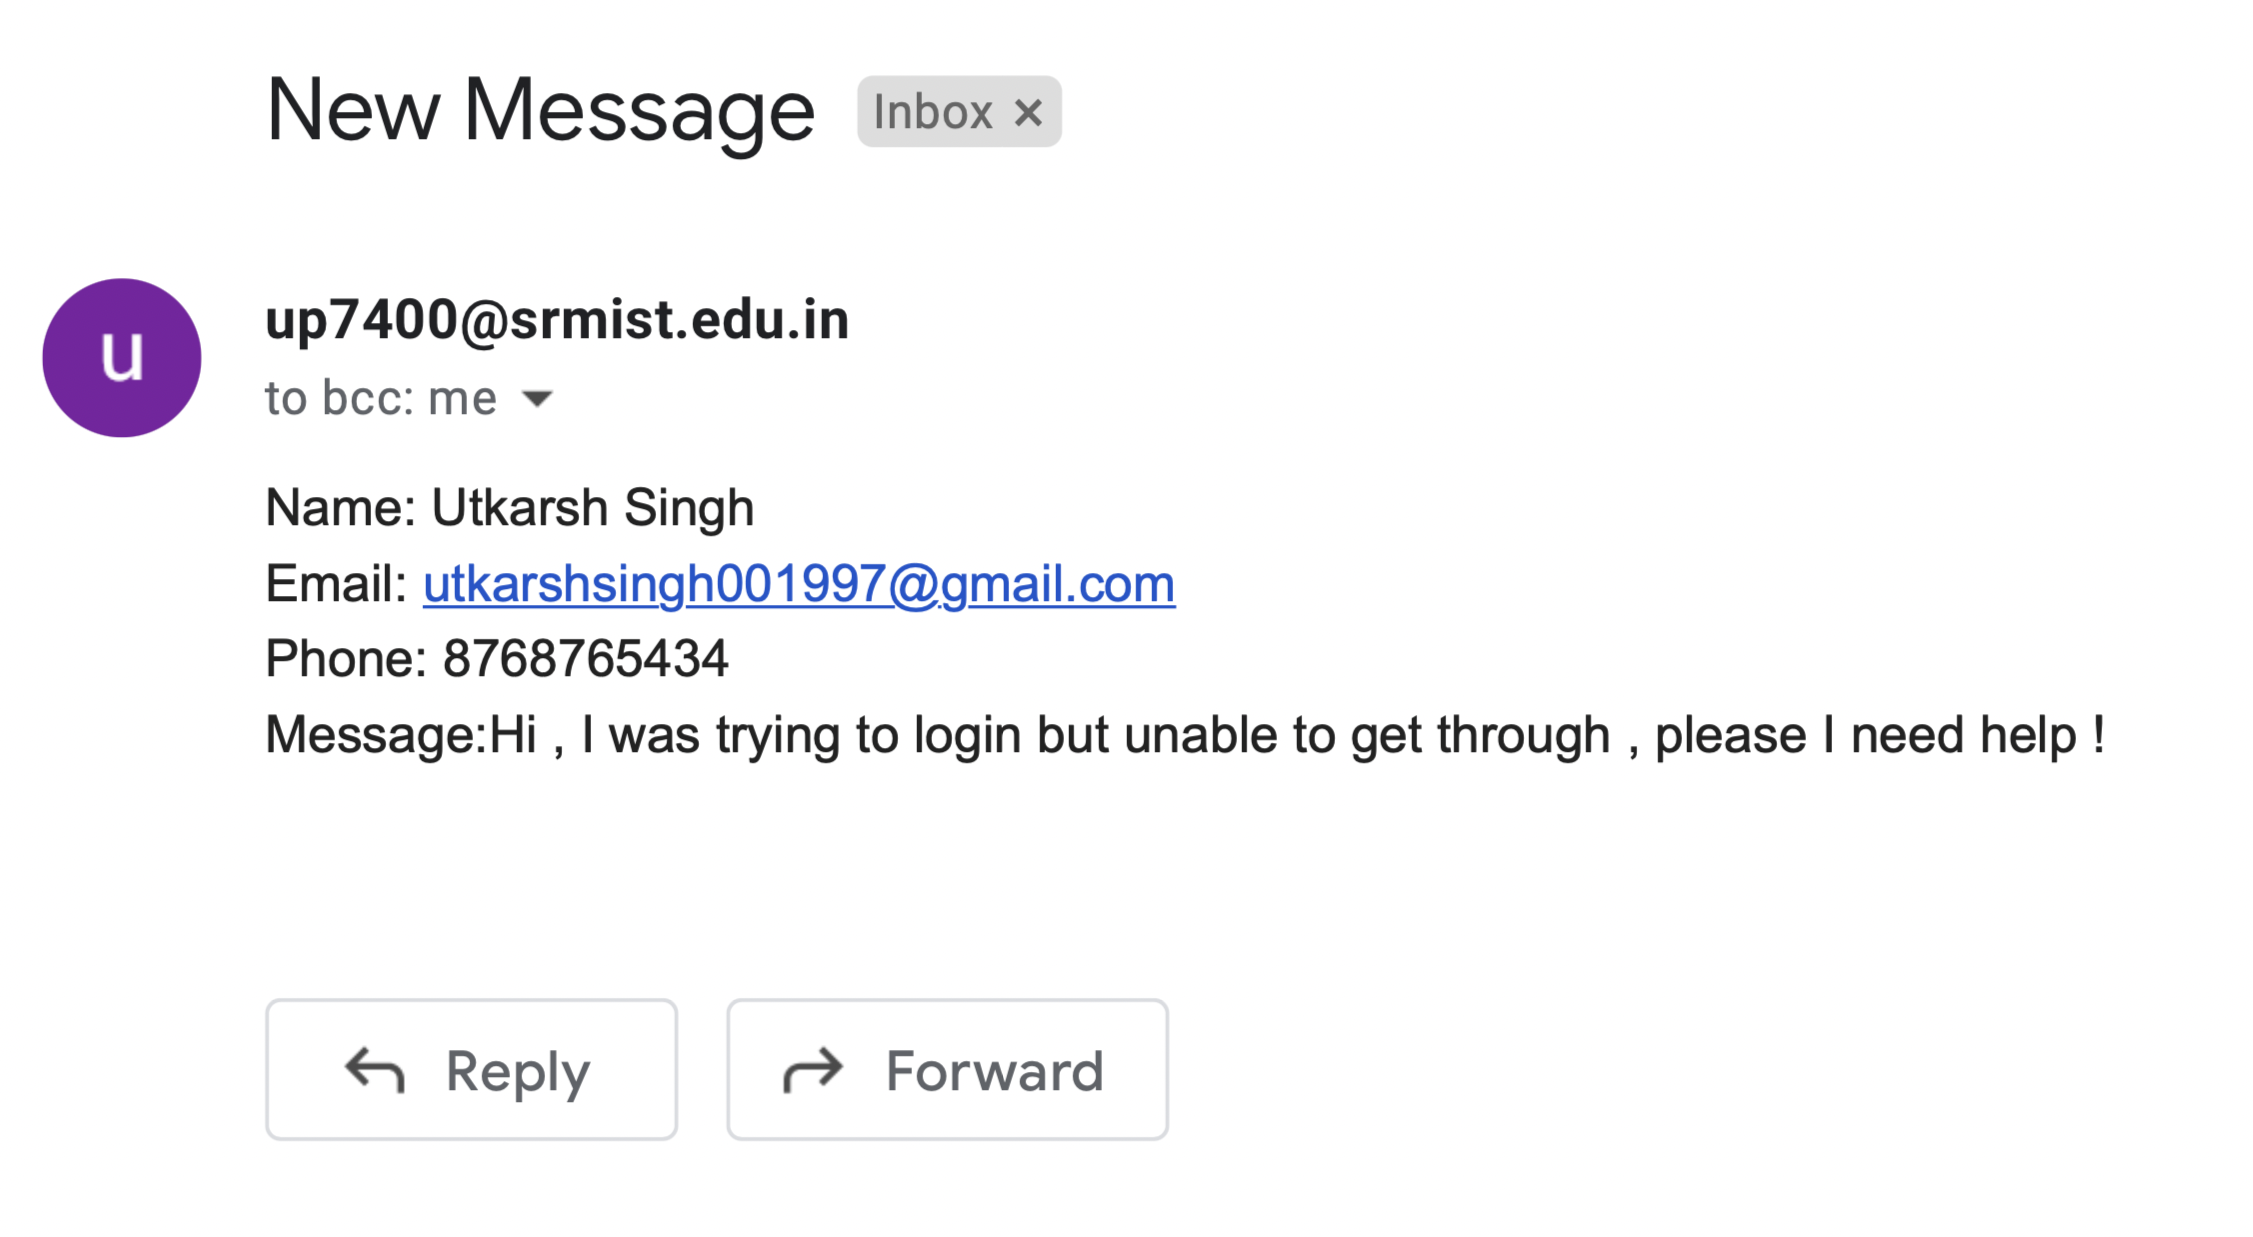 New Message Inbox ×
u
up7400@srmist.edu.in
to bcc: me
Name: Utkarsh Singh
Email: utkarshsingh001997@gmail.com
Phone: 8768765434
Message:Hi , I was trying to login but unable to get through , please I need help !
Reply Forward